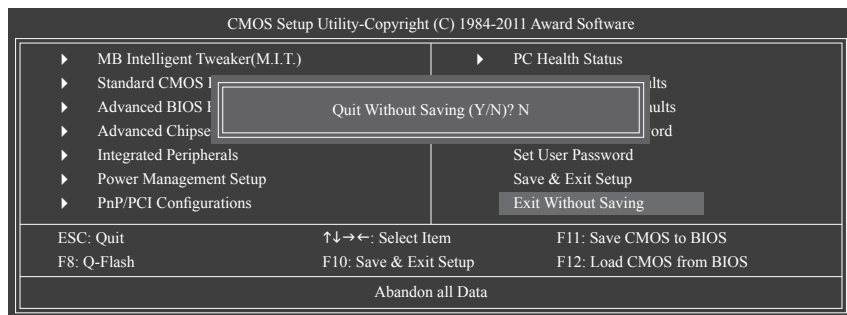 CMOS Setup Utility-Copyright (C) 1984-2011 Award Software
MB Intelligent Tweaker(M.I.T.)
Standard CMOS
Advanced BIOS
Advanced Chipse
Integrated Peripherals
Power Management Setup
PnP/PCI Configurations
PC Health Status
lts
ults
ord
Set User Password
Save & Exit Setup
Exit Without Saving
Quit Without Saving (Y/N)? N
ESC: Quit ↑↓→←: Select Item F11: Save CMOS to BIOS
F8: Q-Flash F10: Save & Exit Setup F12: Load CMOS from BIOS
Abandon all Data